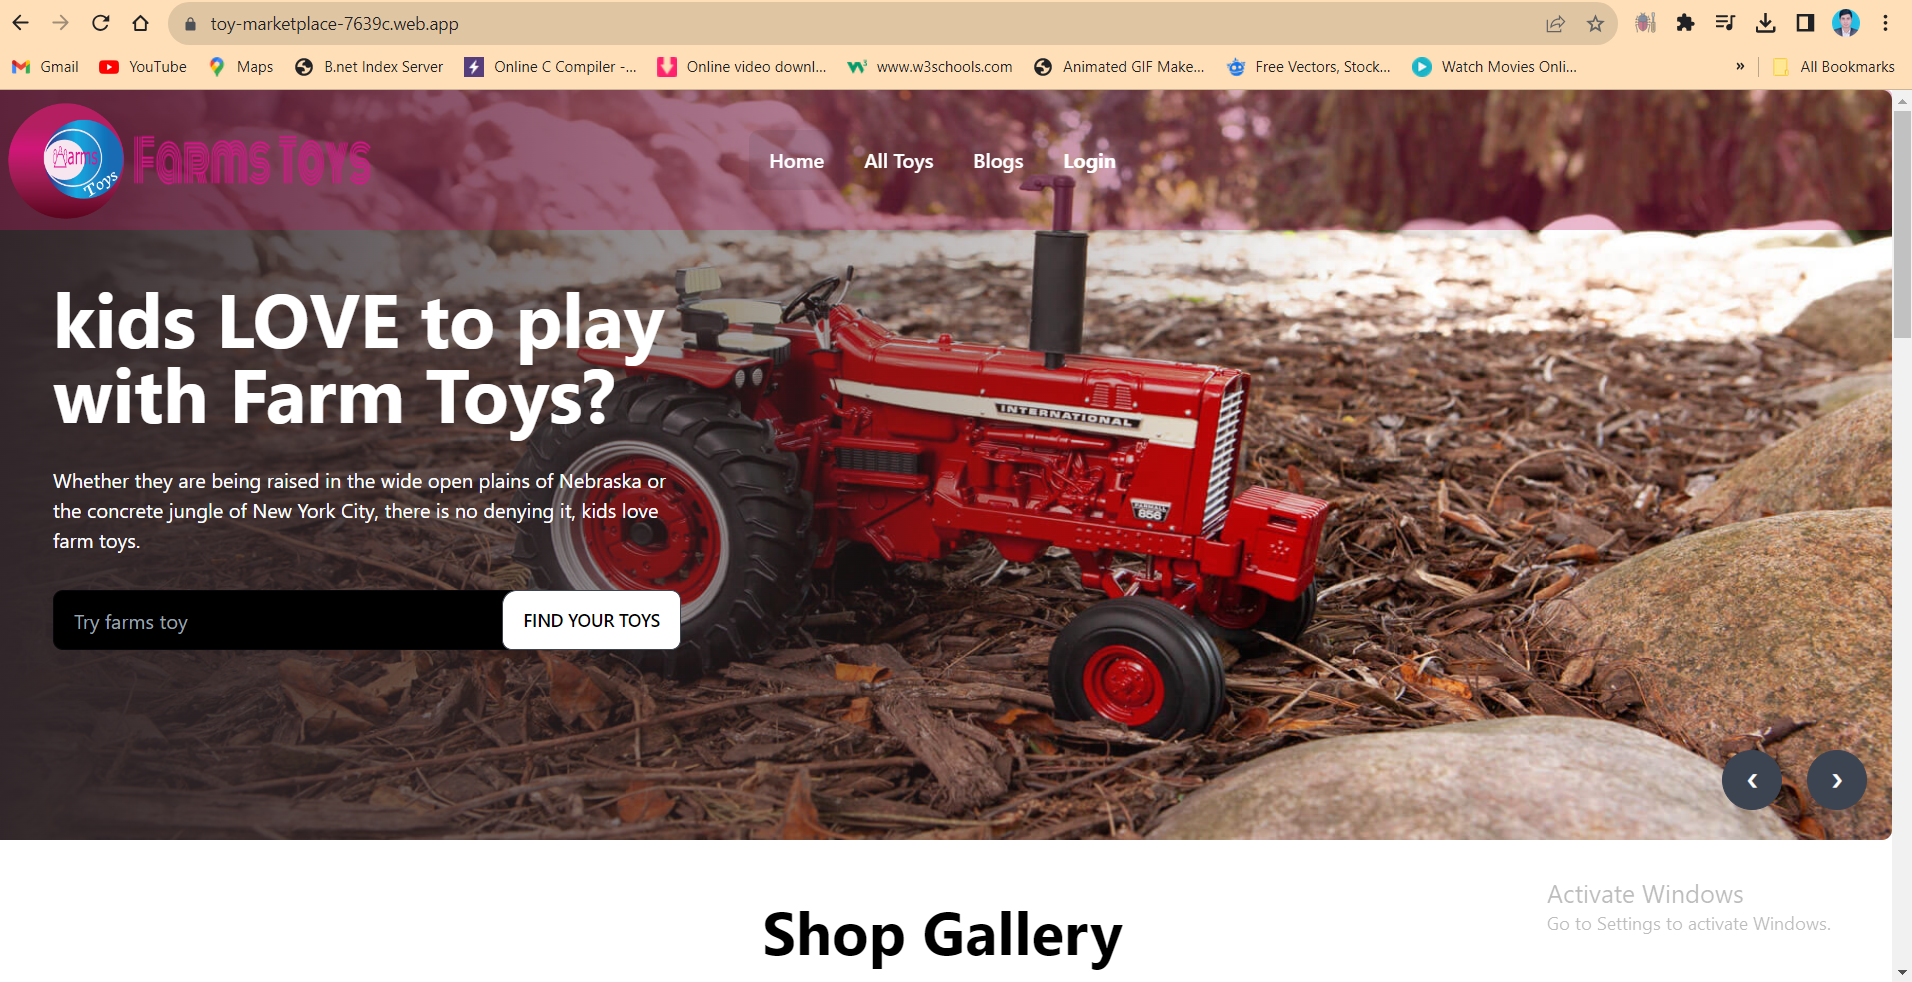 toy-marketplace-7639c.web.app
Gmail YouTube Maps B.net Index Server Online C Compiler -... Online video downl... www.w3schools.com Animated GIF Make... Free Vectors, Stock... Watch Movies Onli... » All Bookmarks
Farms Toys
Farms Toys
Home All Toys Blogs Login
kids LOVE to play
with Farm Toys?
INTERNATIONAL
FARMALL
856
Whether they are being raised in the wide open plains of Nebraska or
the concrete jungle of New York City, there is no denying it, kids love
farm toys.
Try farms toy FIND YOUR TOYS
‹ ›
Shop Gallery
Activate Windows
Go to Settings to activate Windows.